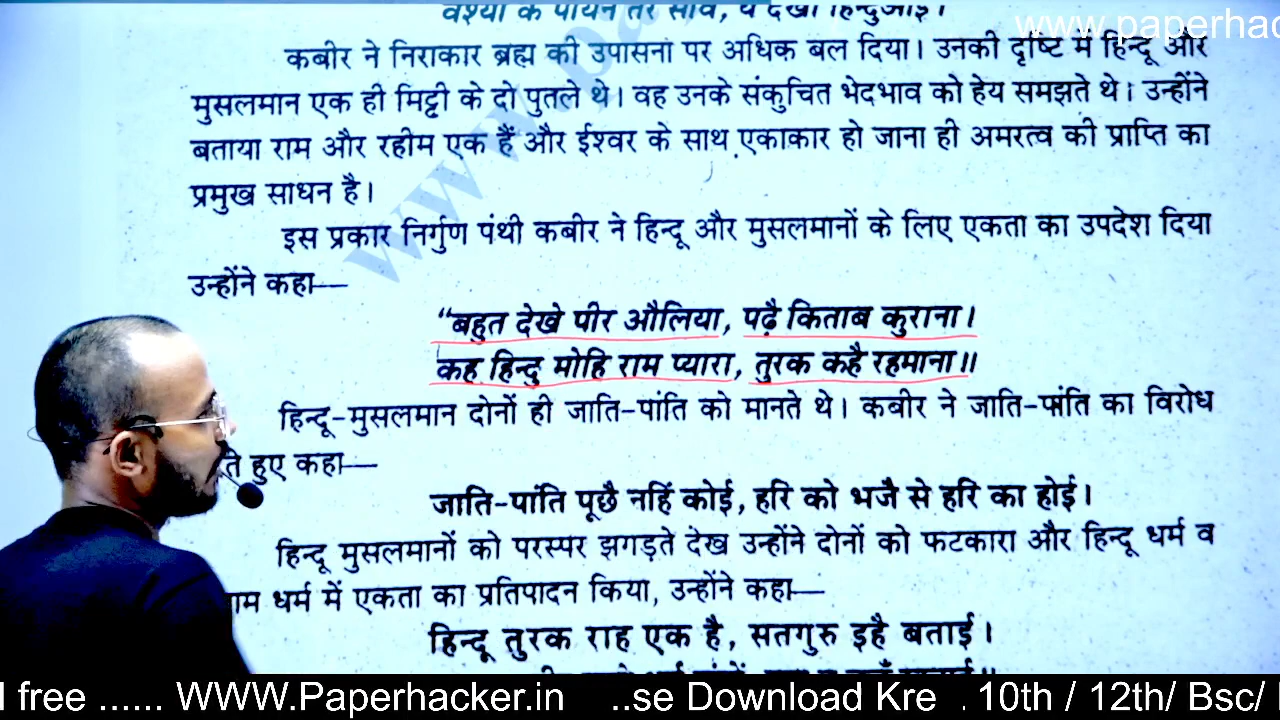 www.paperhac
कबीर ने निराकार ब्रह्म की उपासना पर अधिक बल दिया। उनकी दृष्टि में हिन्दू और
मुसलमान एक ही मिट्टी के दो पुतले थे। वह उनके संकुचित भेदभाव को हेय समझते थे। उन्होंने
बताया राम और रहीम एक हैं और ईश्वर के साथ एकाकार हो जाना ही अमरत्व की प्राप्ति का
प्रमुख साधन है।
इस प्रकार निर्गुण पंथी कबीर ने हिन्दू और मुसलमानों के लिए एकता का उपदेश दिया
उन्होंने कहा—
“बहुत देखे पीर औलिया, पढ़ै किताब कुराना।
कह हिन्दु मोहि राम प्यारा, तुरक कहै रहमाना॥
हिन्दू-मुसलमान दोनों ही जाति-पांति को मानते थे। कबीर ने जाति-पांति का विरोध
ते हुए कहा—
जाति-पांति पूछै नहिं कोई, हरि को भजै से हरि का होई।
हिन्दू मुसलमानों को परस्पर झगड़ते देख उन्होंने दोनों को फटकारा और हिन्दू धर्म व
धर्म में एकता का प्रतिपादन किया, उन्होंने कहा—
हिन्दू तुरक राह एक है, सतगुरु इहै बताई।
free ...... WWW.Paperhacker.in ..se Download Kre . 10th / 12th/ Bsc/